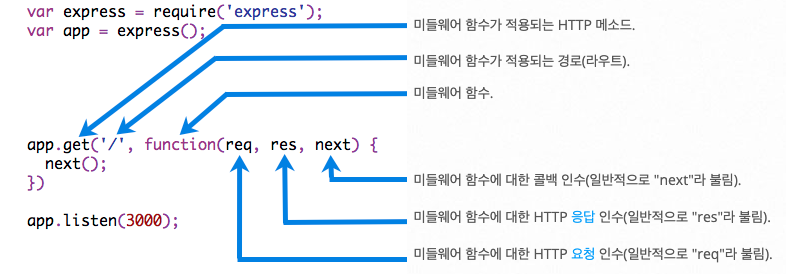 var express = require('express');
var app = express();
미들웨어 함수가 적용되는 HTTP 메소드.
미들웨어 함수가 적용되는 경로(라우트).
미들웨어 함수.
app.get('/', function(req, res, next) {
next();
})
미들웨어 함수에 대한 콜백 인수(일반적으로 "next"라 불림).
app.listen(3000);
미들웨어 함수에 대한 HTTP 응답 인수(일반적으로 "res"라 불림).
미들웨어 함수에 대한 HTTP 요청 인수(일반적으로 "req"라 불림).